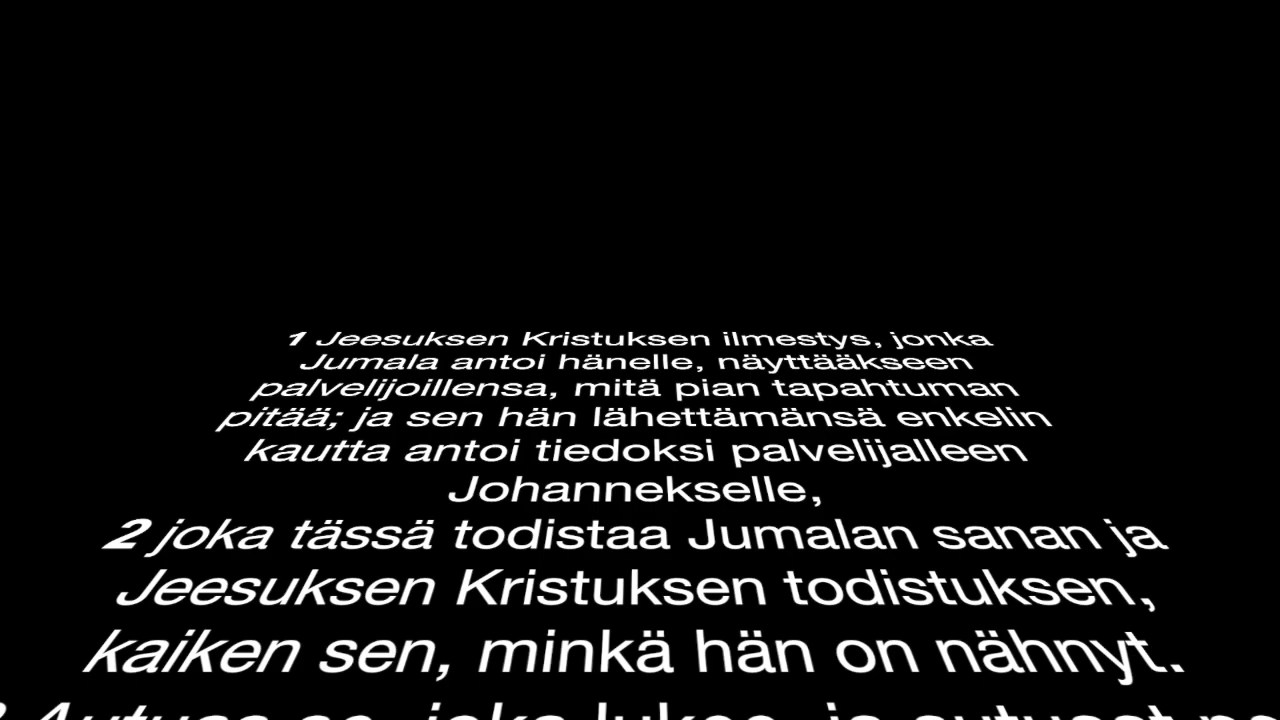 1 Jeesuksen Kristuksen ilmestys, jonka
Jumala antoi hänelle, näyttääkseen
palvelijoillensa, mitä pian tapahtuman
pitää; ja sen hän lähettämänsä enkelin
kautta antoi tiedoksi palvelijalleen
Johannekselle,
2 joka tässä todistaa Jumalan sanan ja
Jeesuksen Kristuksen todistuksen,
kaiken sen, minkä hän on nähnyt.